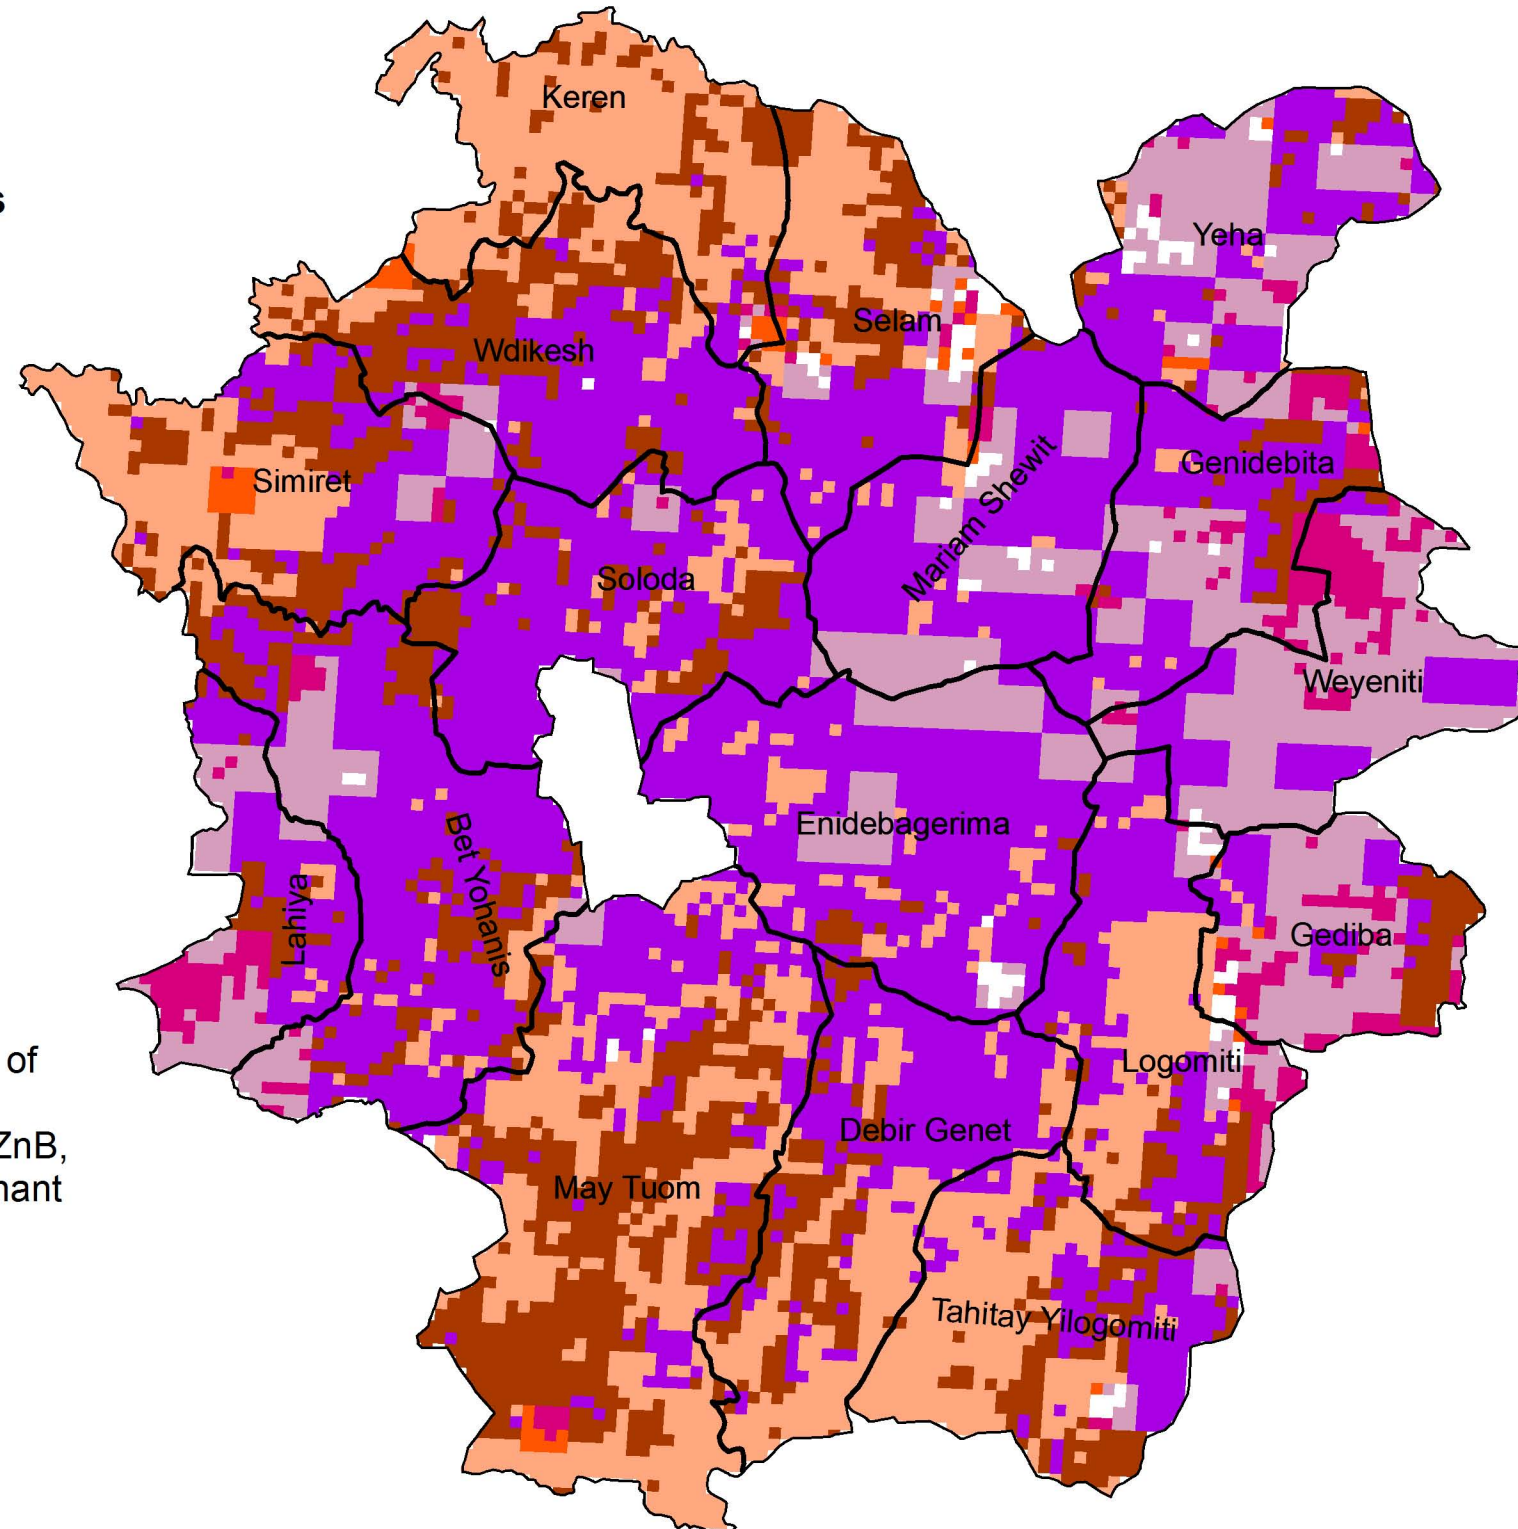 Keren
s
Yeha
Selam
Wdikesh
Genidebita
Simiret
Mariam Shewit
Soloda
Weyeniti
Enidebagerima
Bet Yohanis
Lahiya
Gediba
of
Logomiti
Debir Genet
ZnB,
nant
May Tuom
Tahitay Yilogomiti